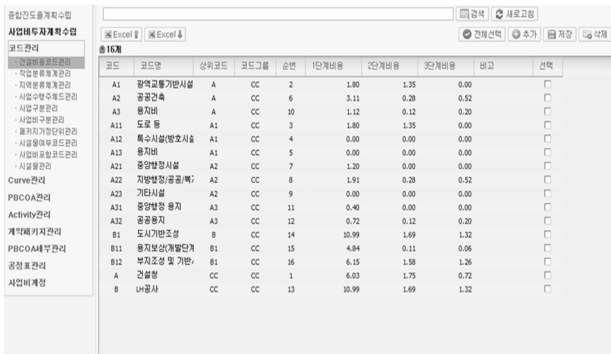 종합진도율계획수립
사업비투자계획수립
코드관리
· 건설비용코드관리
· 작업분류체계관리
· 지역분류체계관리
· 사업수행주체코드관리
· 사업구분관리
· 사업비구분관리
· 패키지가정단위관리
· 시설물여부코드관리
· 사업비포함코드관리
· 시설물관리
Curve관리
PBCOA관리
Activity관리
계약패키지관리
PBCOA세부관리
공정표관리
사업비계정
검색 새로고침
Excel⬆ Excel⬇ 전체선택 추가 저장 삭제
총16개
코드 코드명 상위코드 코드그룹 순번 1단계비용 2단계비용 3단계비용 비고 선택
A1 광역교통기반시설 A CC 2 1.80 1.35 0.00
A2 공공건축 A CC 6 3.11 0.28 0.52
A3 용지비 A CC 10 1.12 0.12 0.20
A11 도로 등 A1 CC 3 1.80 1.35 0.00
A12 특수시설(방호시설 A1 CC 4 0.00 0.00 0.00
A13 용지비 A1 CC 5 0.00 0.00 0.00
A21 중앙행정시설 A2 CC 7 1.20 0.00 0.00
A22 지방행정/공공/복지 A2 CC 8 1.91 0.28 0.52
A23 기타시설 A2 CC 9 0.00 0.00 0.00
A31 중앙행정 용지 A3 CC 11 0.40 0.00 0.00
A32 공공용지 A3 CC 12 0.72 0.12 0.20
B1 도시기반조성 B CC 14 10.99 1.69 1.32
B11 용지보상(개발단계 B1 CC 15 4.84 0.11 0.06
B12 부지조성 및 기반시 B1 CC 16 6.15 1.58 1.26
A 건설청 CC CC 1 6.03 1.75 0.72
B LH공사 CC CC 13 10.99 1.69 1.32